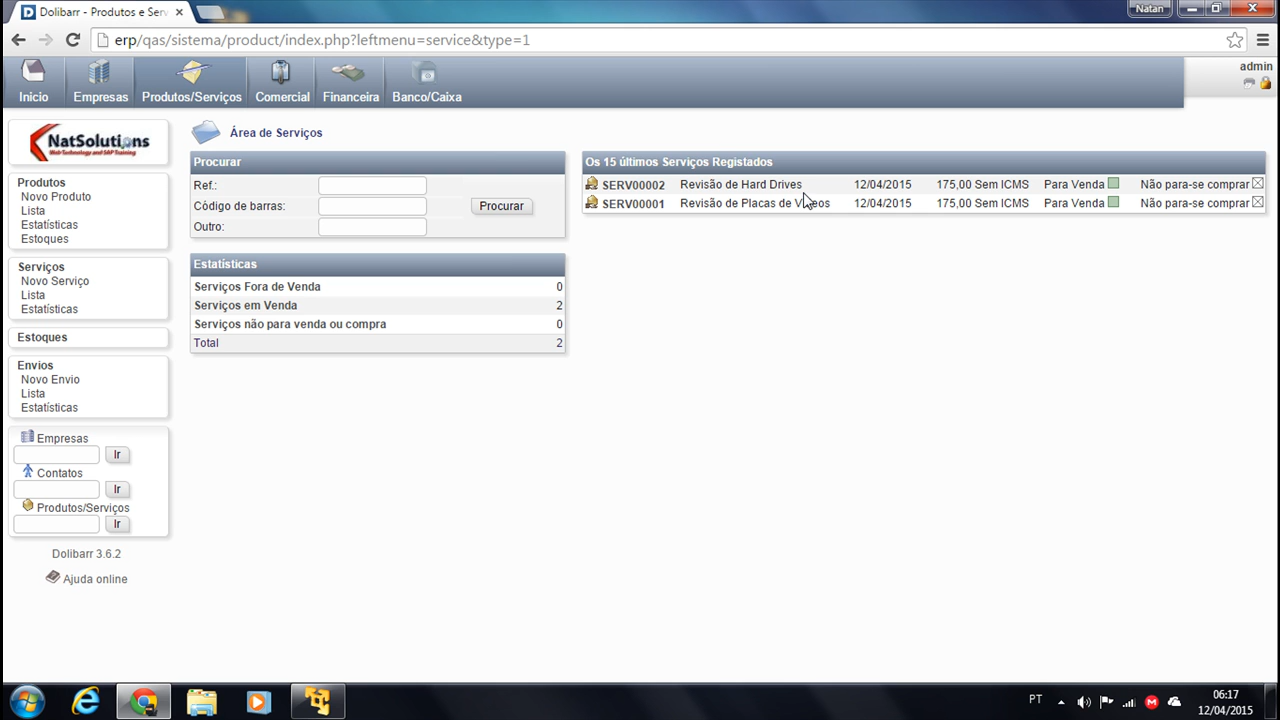 Dolibarr - Produtos e Serv
Natan
erp/qas/sistema/product/index.php?leftmenu=service&type=1
admin
Inicio
Empresas
Produtos/Serviços
Comercial
Financeira
Banco/Caixa
NatSolutions
Web Technology and SAP Training
Produtos
Novo Produto
Lista
Estatísticas
Estoques
Serviços
Novo Serviço
Lista
Estatísticas
Estoques
Envios
Novo Envio
Lista
Estatísticas
Empresas
Ir
Contatos
Ir
Produtos/Serviços
Ir
Dolibarr 3.6.2
Ajuda online
Área de Serviços
Procurar
Ref.:
Código de barras:
Procurar
Outro:
Estatísticas
Serviços Fora de Venda 0
Serviços em Venda 2
Serviços não para venda ou compra 0
Total 2
Os 15 últimos Serviços Registados
SERV00002 Revisão de Hard Drives 12/04/2015 175,00 Sem ICMS Para Venda Não para-se comprar
SERV00001 Revisão de Placas de Vídeos 12/04/2015 175,00 Sem ICMS Para Venda Não para-se comprar
PT
06:17
12/04/2015